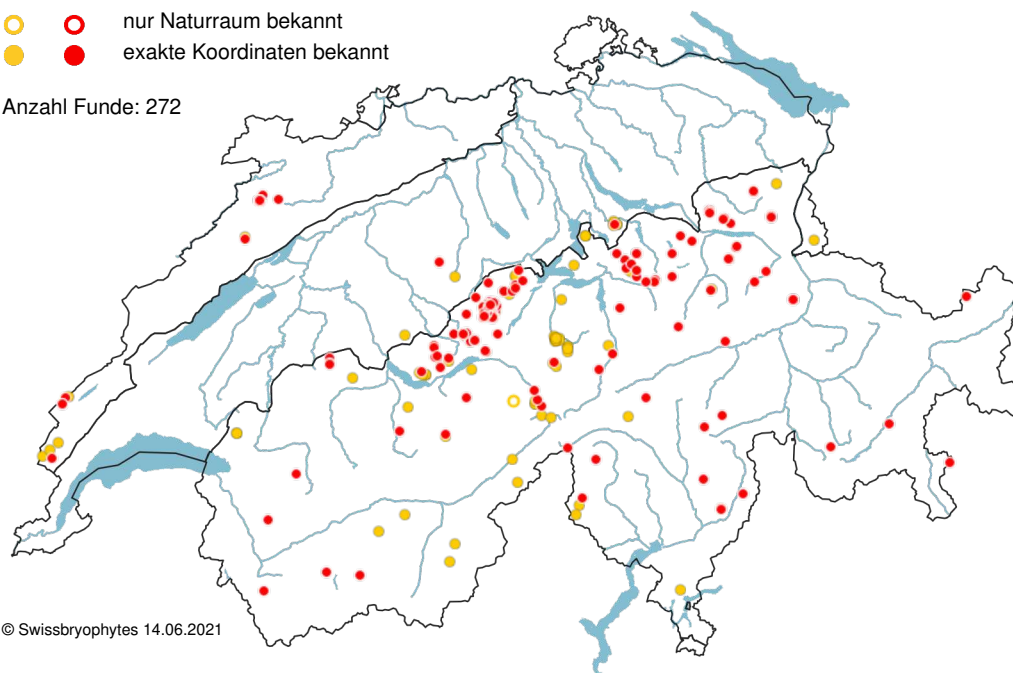 nur Naturraum bekannt
exakte Koordinaten bekannt
Anzahl Funde: 272
© Swissbryophytes 14.06.2021